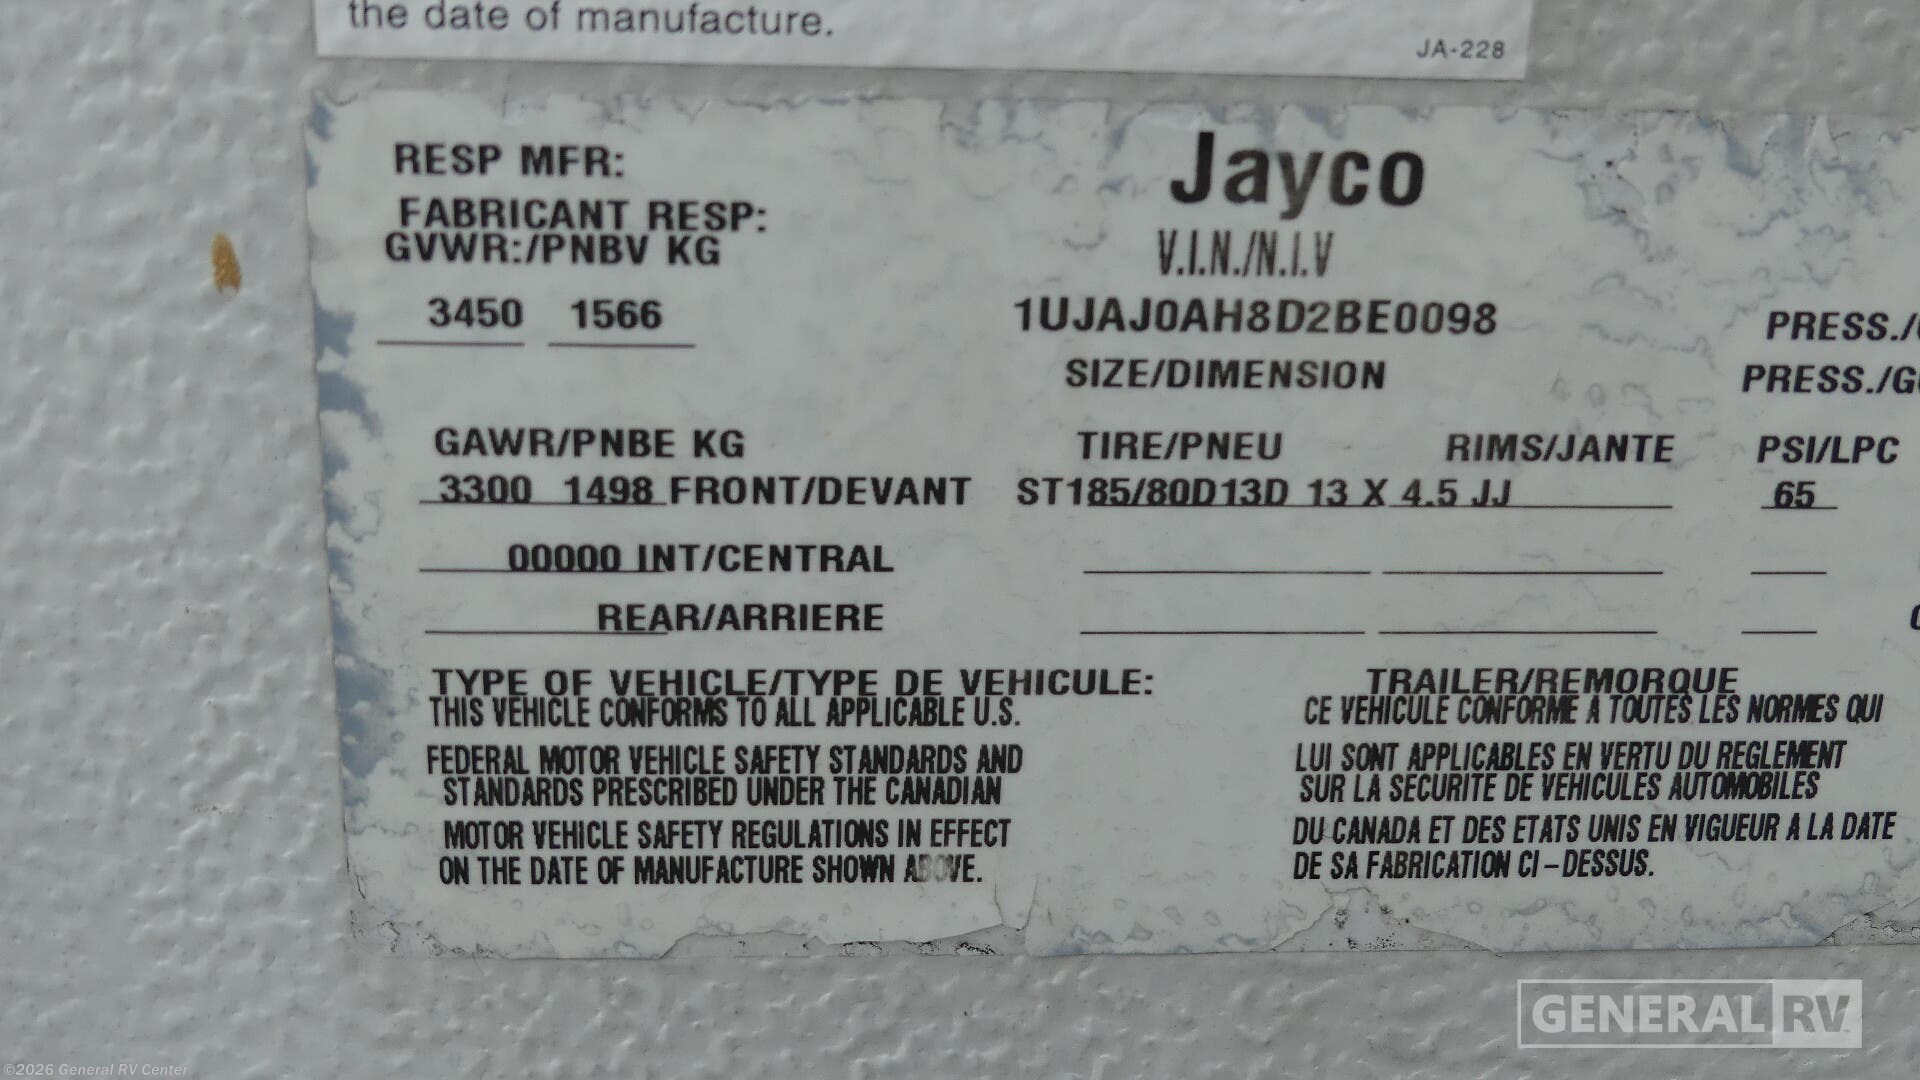 the date of manufacture.
JA-228
RESP MFR:
Jayco
FABRICANT RESP:
GVWR:/PNBV KG
V.I.N./N.I.V
3450 1566
1UJAJ0AH8D2BE0098
PRESS./
SIZE/DIMENSION
PRESS./G
GAWR/PNBE KG TIRE/PNEU RIMS/JANTE PSI/LPC
3300 1498 FRONT/DEVANT ST185/80D13D 13 X 4.5 JJ 65
00000 INT/CENTRAL
REAR/ARRIERE
TYPE OF VEHICLE/TYPE DE VEHICULE: TRAILER/REMORQUE
THIS VEHICLE CONFORMS TO ALL APPLICABLE U.S.
FEDERAL MOTOR VEHICLE SAFETY STANDARDS AND
STANDARDS PRESCRIBED UNDER THE CANADIAN
MOTOR VEHICLE SAFETY REGULATIONS IN EFFECT
ON THE DATE OF MANUFACTURE SHOWN ABOVE.
CE VEHICULE CONFORME A TOUTES LES NORMES QUI
LUI SONT APPLICABLES EN VERTU DU REGLEMENT
SUR LA SECURITE DE VEHICULES AUTOMOBILES
DU CANADA ET DES ETATS UNIS EN VIGUEUR A LA DATE
DE SA FABRICATION CI-DESSUS.
GENERAL RV
©2026 General RV Center